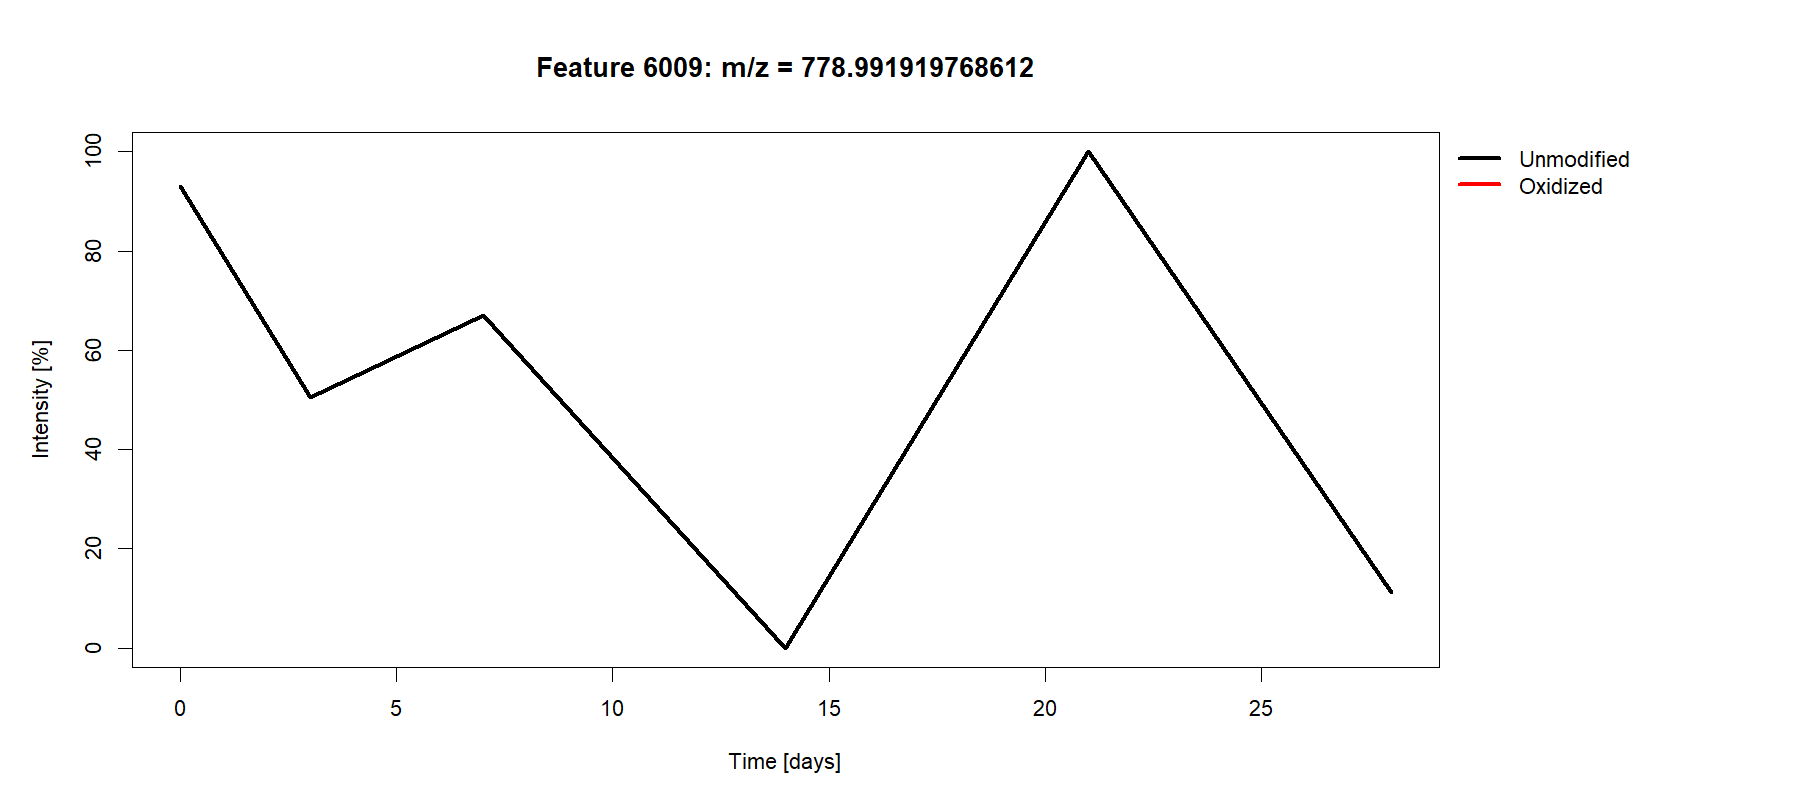 Feature 6009: m/z = 778.991919768612
Unmodified
Oxidized
Intensity [%]
100
80
60
40
20
0
0 5 10 15 20 25
Time [days]